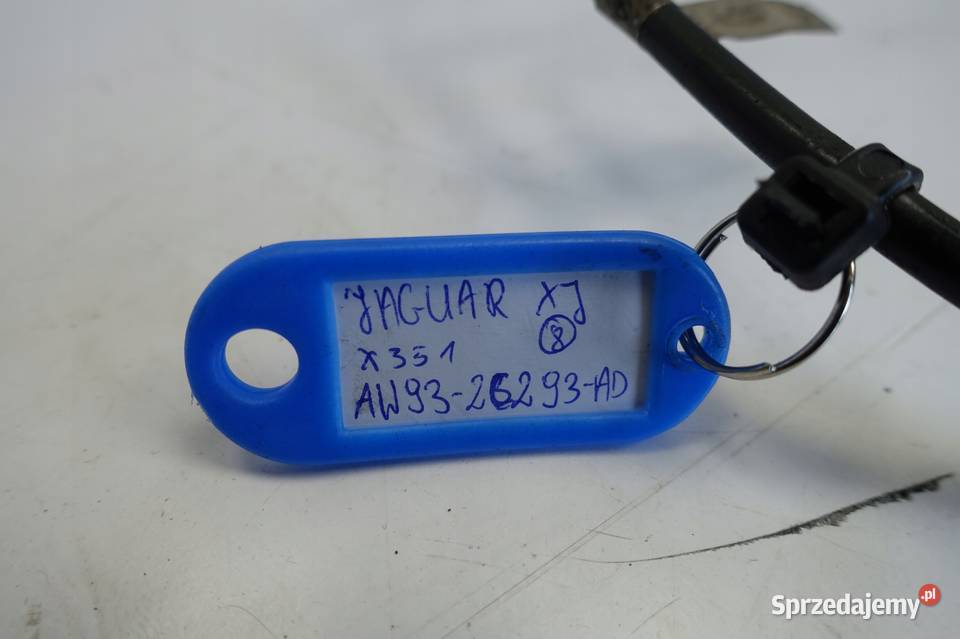 JAGUAR XJ
X351 8
AW93-26293-AD
Sprzedajemy.pl